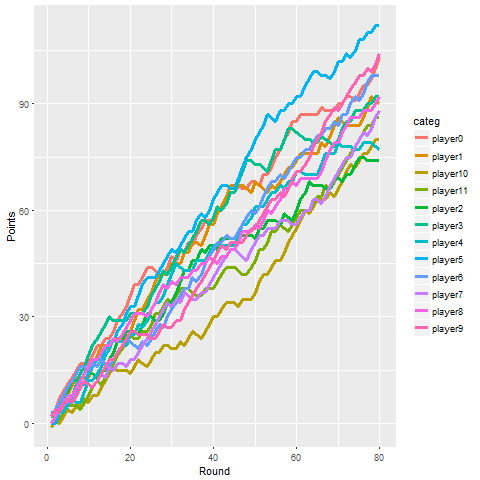 90
60
30
0
Points
0
20
40
60
80
Round
categ
player0
player1
player10
player11
player2
player3
player4
player5
player6
player7
player8
player9